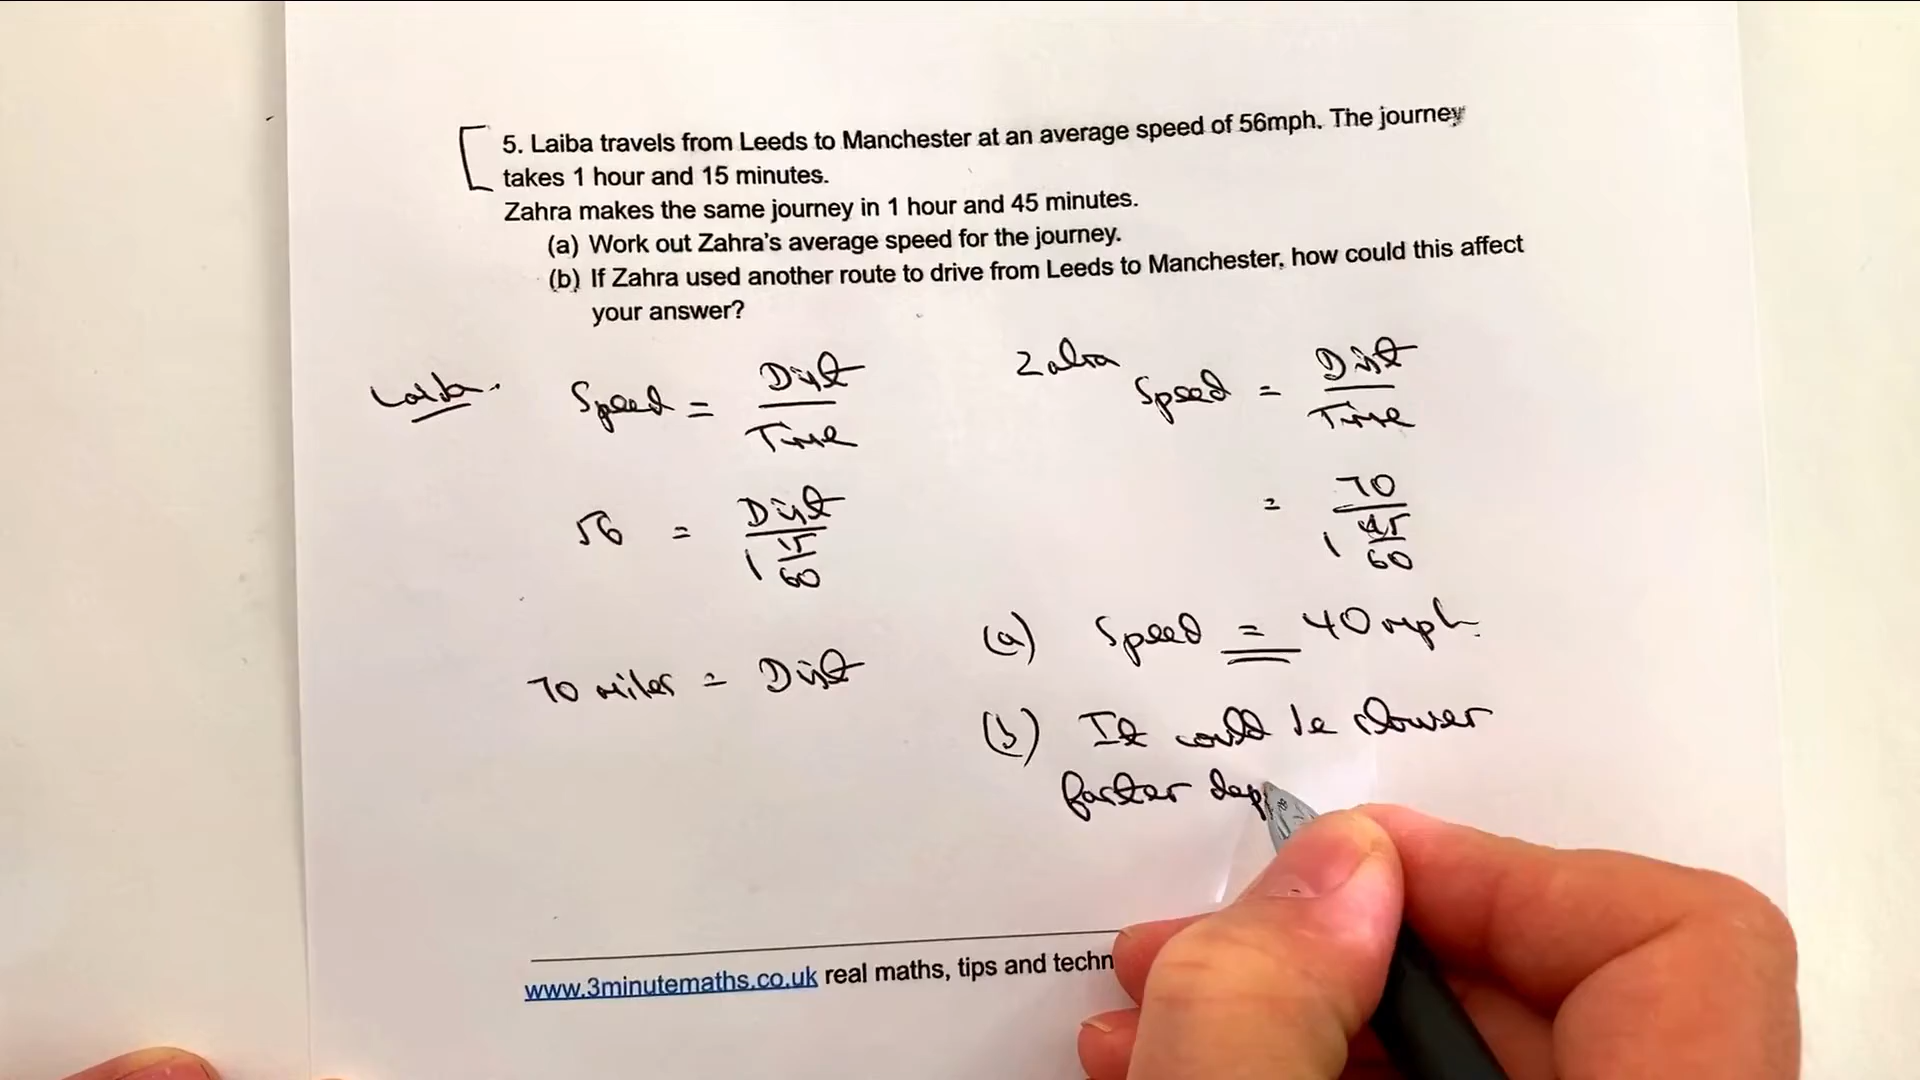 5. Laiba travels from Leeds to Manchester at an average speed of 56mph. The journey
takes 1 hour and 15 minutes.
Zahra makes the same journey in 1 hour and 45 minutes.
(a) Work out Zahra's average speed for the journey.
(b) If Zahra used another route to drive from Leeds to Manchester, how could this affect
your answer?
Laiba.
Speed = Dist
Time
56 = Dist
1 15
60
70 miles = Dist
Zahra
Speed = Dist
Time
= 70
1 45
60
(a) Speed = 40mph.
(b) It could be slower
faster dep
www.3minutemaths.co.uk real maths, tips and techn